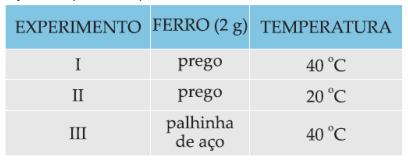 EXPERIMENTO FERRO (2 g) TEMPERATURA
I prego 40 °C
II prego 20 °C
III palhinha de aço 40 °C